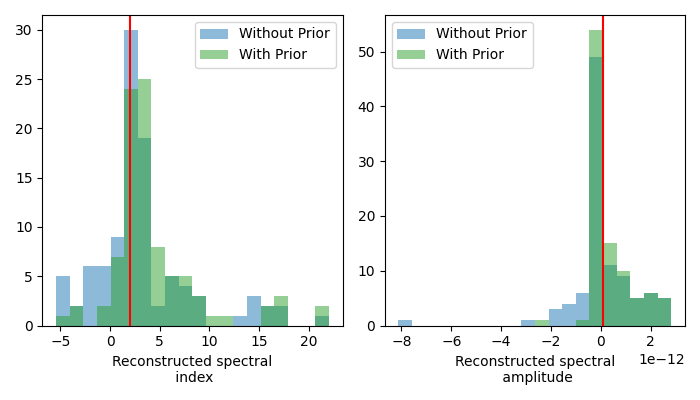 30
25
20
15
10
5
0
−5
0
5
10
15
20
Reconstructed spectral
index
Without Prior
With Prior
50
40
30
20
10
0
−8
−6
−4
−2
0
2
1e−12
Reconstructed spectral
amplitude
Without Prior
With Prior